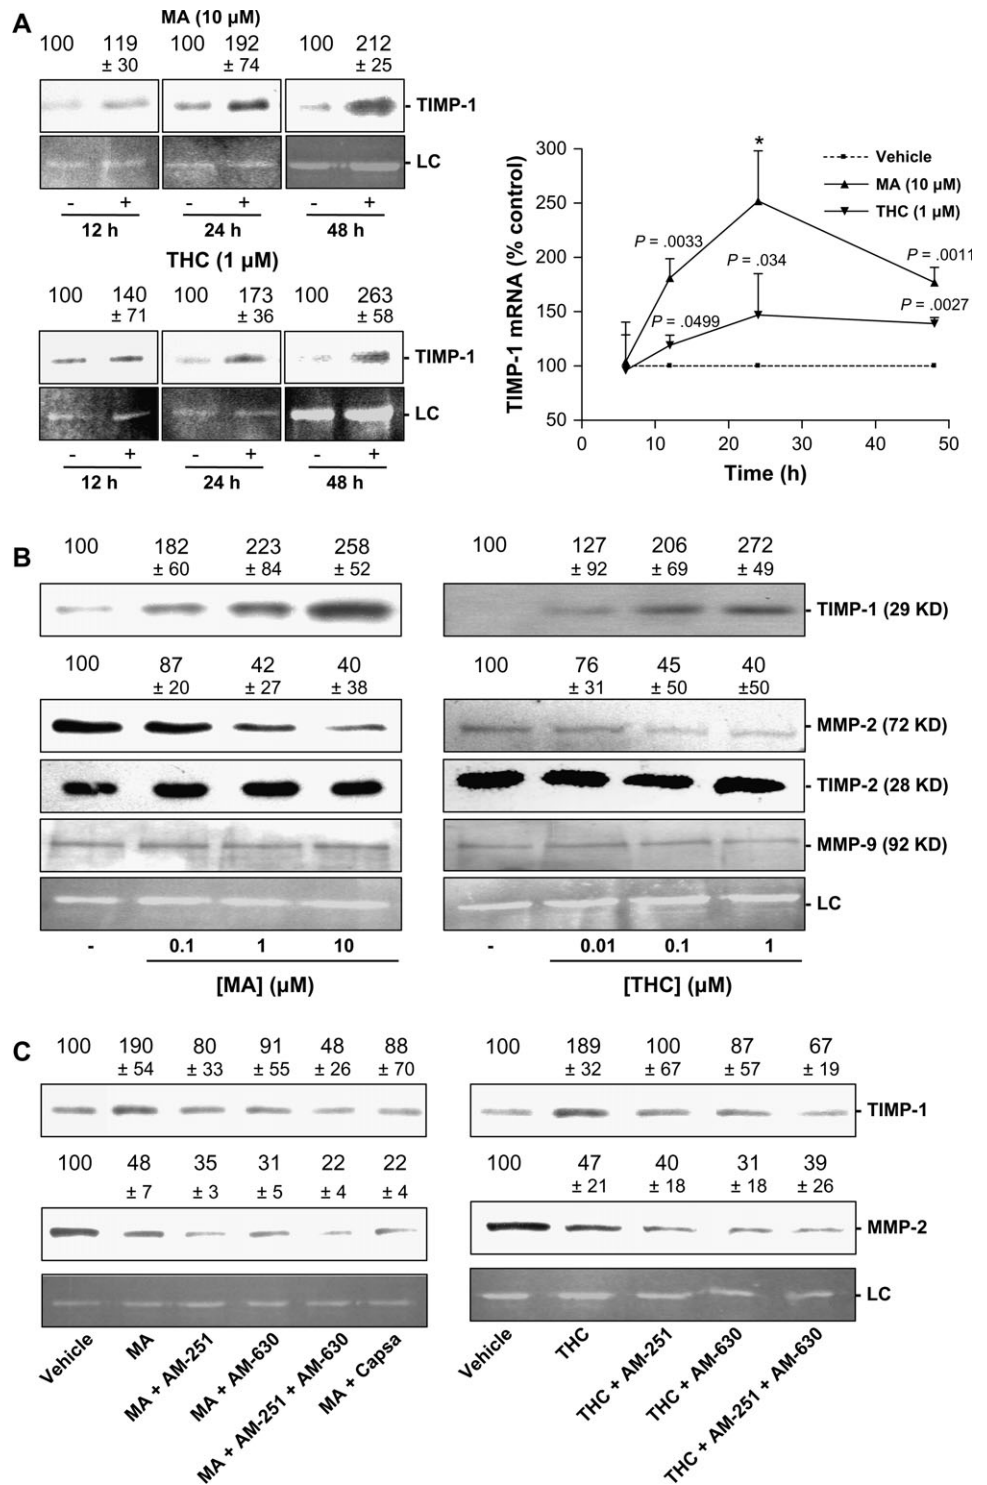 A
MA (10 µM)
100 119 100 192 100 212
± 30 ± 74 ± 25
TIMP-1
LC
- + - + - +
12 h 24 h 48 h
THC (1 µM)
100 140 100 173 100 263
± 71 ± 36 ± 58
TIMP-1
LC
- + - + - +
12 h 24 h 48 h
TIMP-1 mRNA (% control)
300
250
200
150
100
50
0 10 20 30 40 50
Time (h)
Vehicle
MA (10 µM)
THC (1 µM)
*
P = .0033
P = .034
P = .0011
P = .0499
P = .0027
B
100 182 223 258
± 60 ± 84 ± 52
100 127 206 272
± 92 ± 69 ± 49
TIMP-1 (29 KD)
100 87 42 40
± 20 ± 27 ± 38
100 76 45 40
± 31 ± 50 ±50
MMP-2 (72 KD)
TIMP-2 (28 KD)
MMP-9 (92 KD)
LC
- 0.1 1 10
[MA] (µM)
- 0.01 0.1 1
[THC] (µM)
C
100 190 80 91 48 88
± 54 ± 33 ± 55 ± 26 ± 70
100 189 100 87 67
± 32 ± 67 ± 57 ± 19
TIMP-1
100 48 35 31 22 22
± 7 ± 3 ± 5 ± 4 ± 4
100 47 40 31 39
± 21 ± 18 ± 18 ± 26
MMP-2
LC
Vehicle
MA
MA + AM-251
MA + AM-630
MA + AM-251 + AM-630
MA + Capsa
Vehicle
THC
THC + AM-251
THC + AM-630
THC + AM-251 + AM-630